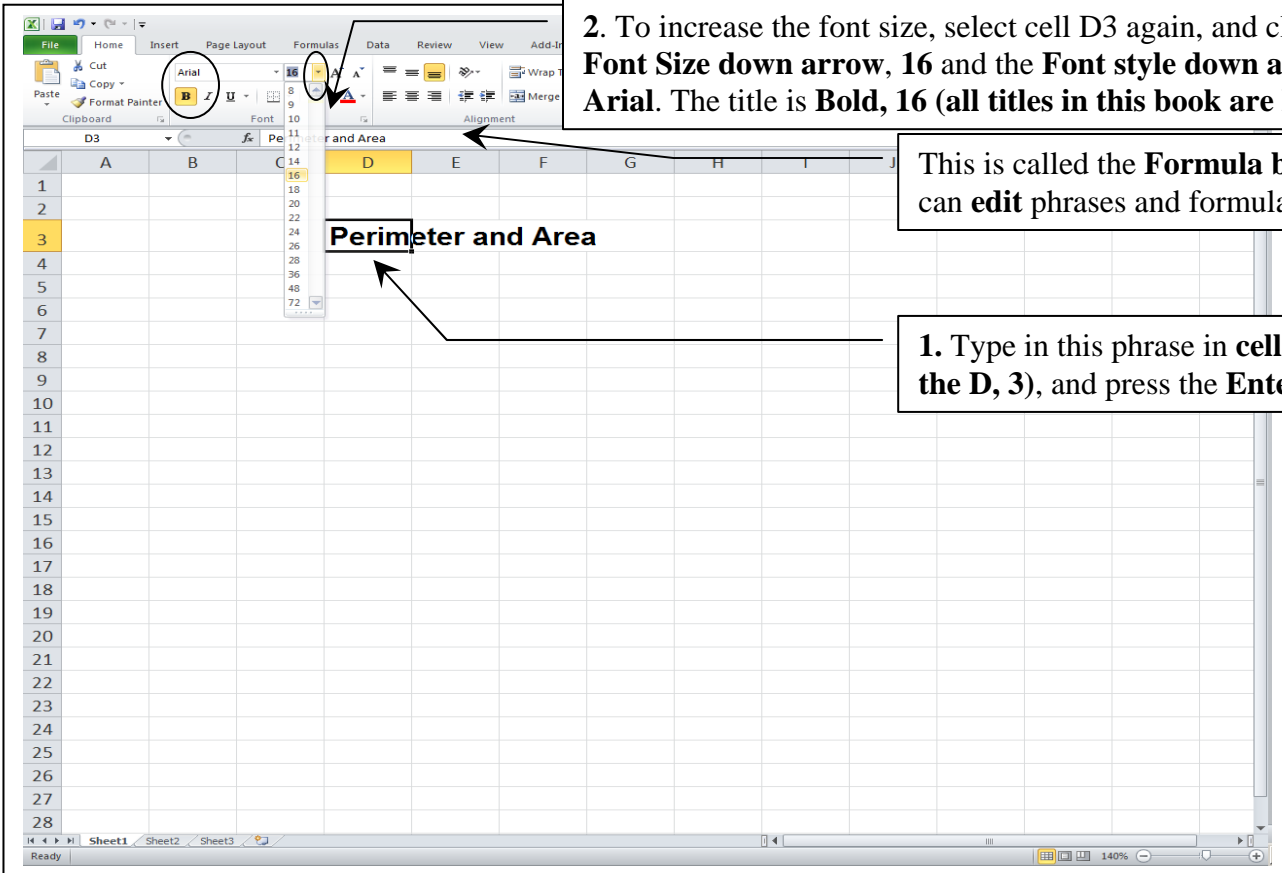 2. To increase the font size, select cell D3 again, and c
Font Size down arrow, 16 and the Font style down a
Arial. The title is Bold, 16 (all titles in this book are
File Home Insert Page Layout Formulas Data Review View Add-In
Cut
Copy
Paste
Format Painter
Arial 16 A A
B I U A
Wrap T
Merge
Clipboard Font Alignment
D3 fx Perimeter and Area
8
9
10
11
12
14
16
18
20
22
24
26
28
36
48
72
This is called the Formula b
can edit phrases and formula
A B C D E F G H I J
1
2
3 Perimeter and Area
4
5
6
7
1. Type in this phrase in cell
the D, 3), and press the Ente
8
9
10
11
12
13
14
15
16
17
18
19
20
21
22
23
24
25
26
27
28
Sheet1 Sheet2 Sheet3
Ready 140%